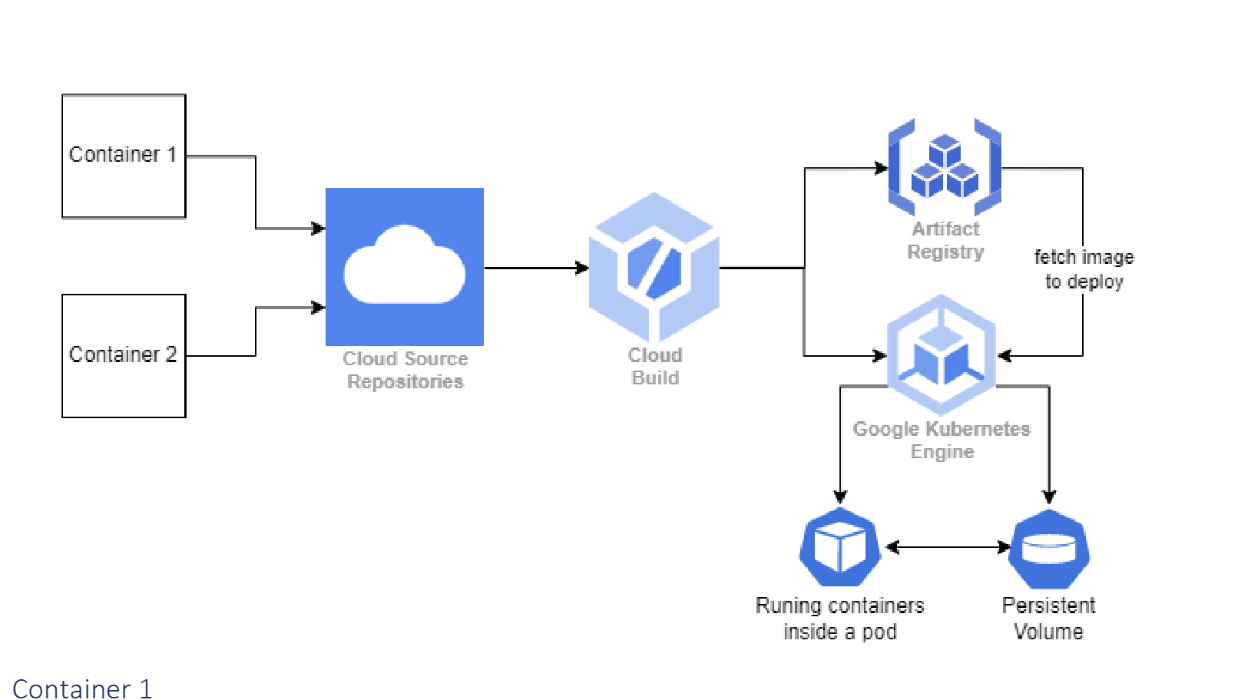 Container 1
Container 2
Cloud Source
Repositories
Cloud
Build
Artifact
Registry
fetch image
to deploy
Google Kubernetes
Engine
Runing containers
inside a pod
Persistent
Volume
Container 1